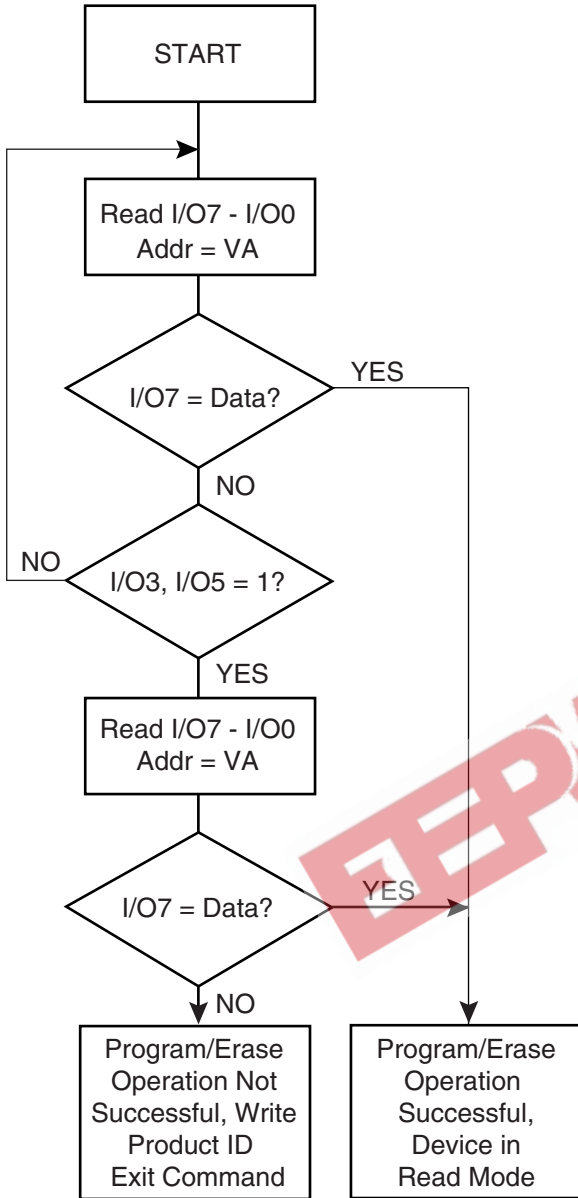 START
Read I/O7 - I/O0
Addr = VA
I/O7 = Data?
YES
NO
NO
I/O3, I/O5 = 1?
YES
Read I/O7 - I/O0
Addr = VA
I/O7 = Data?
YES
NO
Program/Erase
Operation Not
Successful, Write
Product ID
Exit Command
Program/Erase
Operation
Successful,
Device in
Read Mode